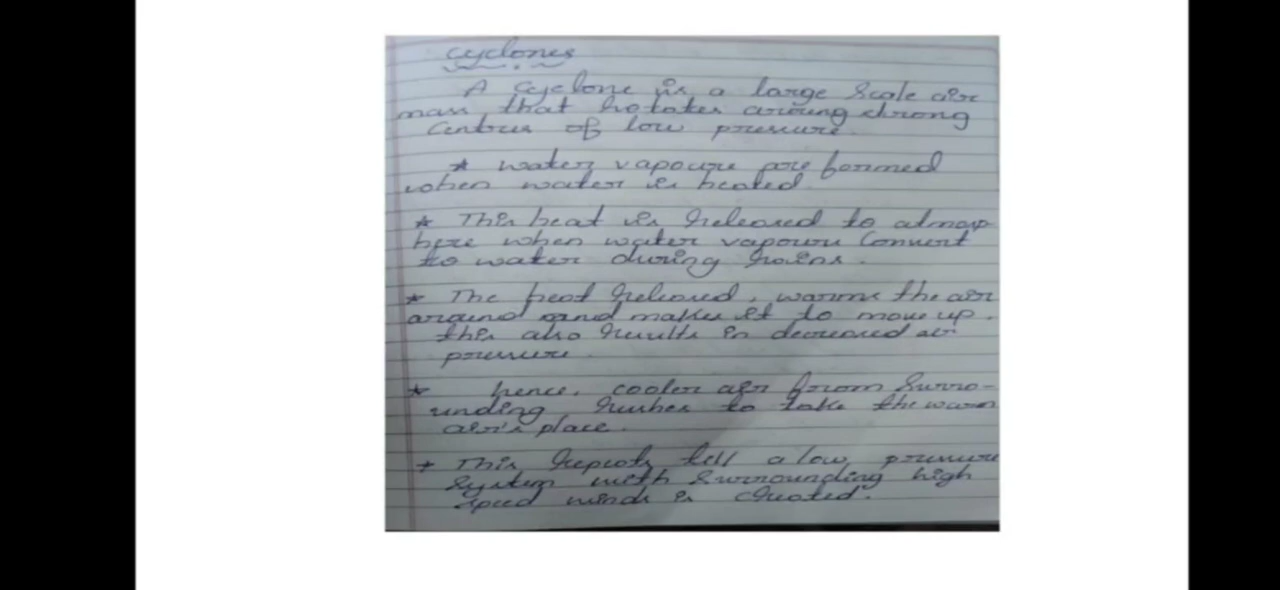 cyclones
A cyclone is a large scale air
mass that rotates around strong
centres of low pressure.
* water vapoure are formed
when water is heated
* This heat is released to atmosp
here when water vapoure Convert
to water during rains.
* The heat released, warms the air
around and makes it to move up.
this also results in decreased air
pressure.
* hence, cooler air from surro-
unding, rushes to take the warm
air's place.
* This, repeats till a low pressure
system with surrounding high
speed winds is created.